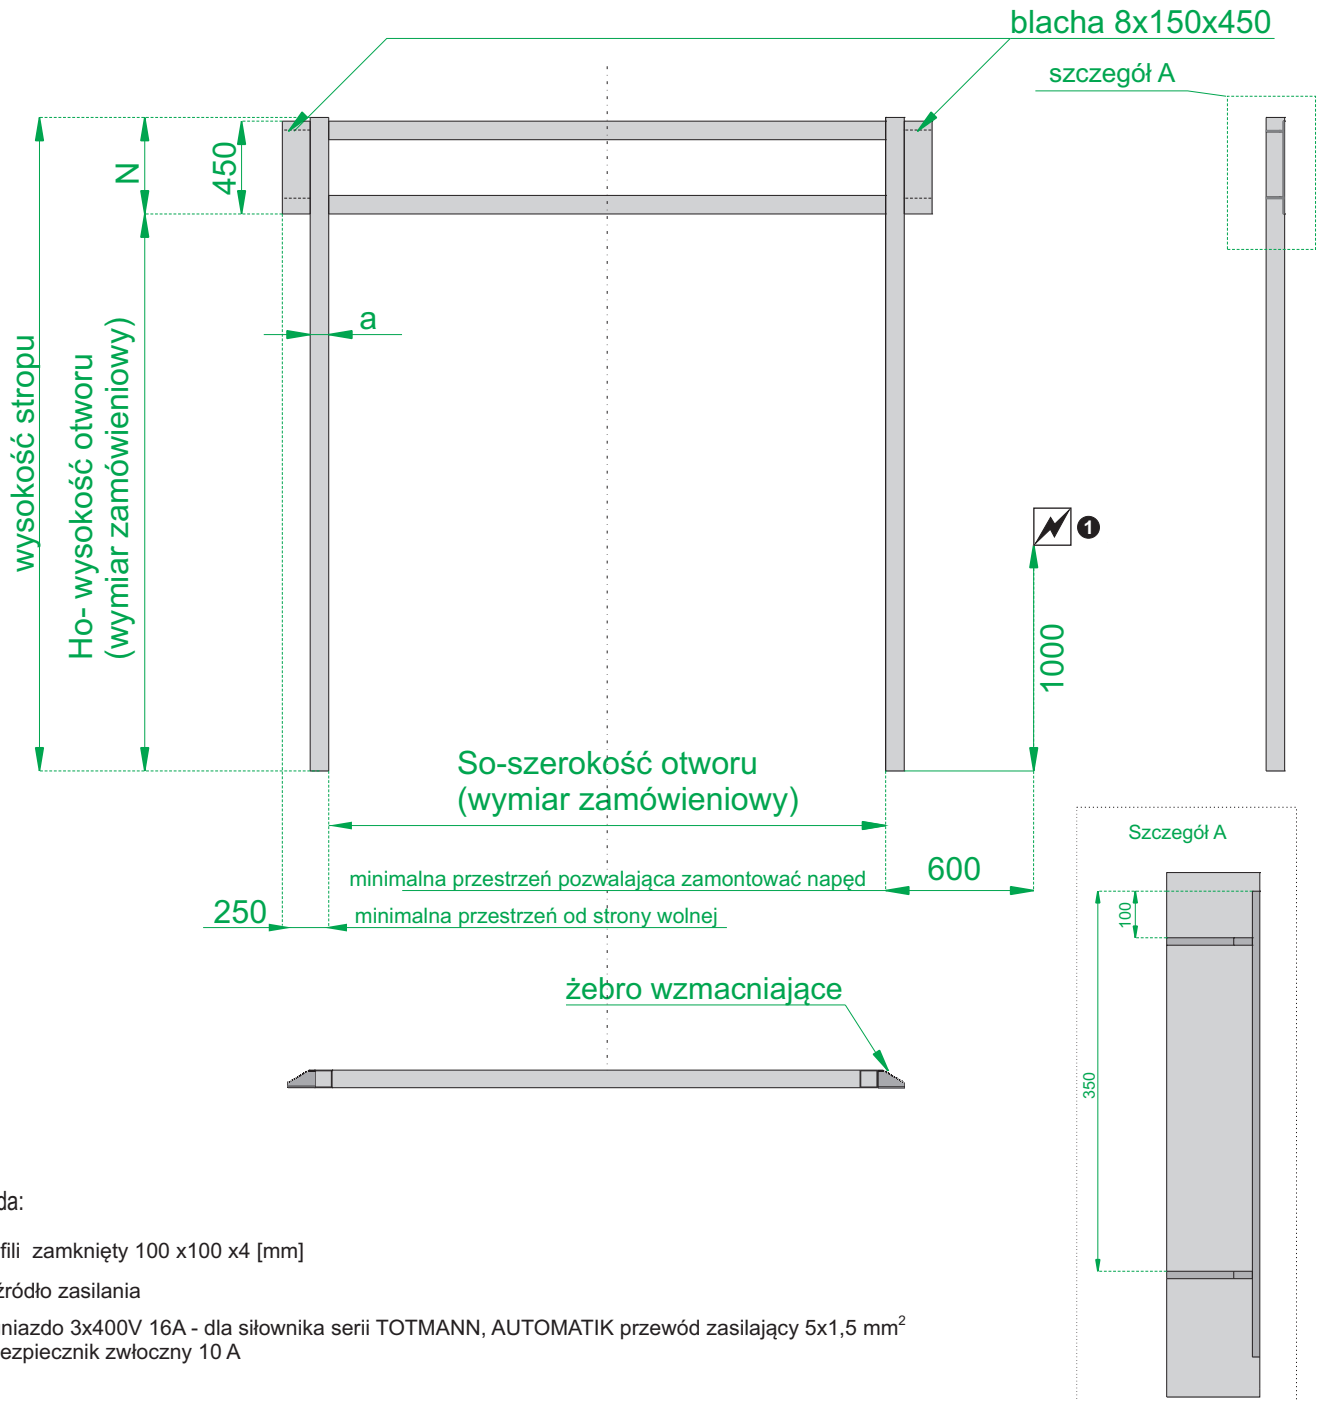 blacha 8x150x450
szczegół A
N
450
a
wysokość stropu
Ho- wysokość otworu
(wymiar zamówieniowy)
1
1000
So-szerokość otworu
(wymiar zamówieniowy)
Szczegół A
minimalna przestrzeń pozwalająca zamontować napęd
600
250
minimalna przestrzeń od strony wolnej
100
350
żebro wzmacniające
da:
fili zamknięty 100 x100 x4 [mm]
źródło zasilania
niazdo 3x400V 16A - dla siłownika serii TOTMANN, AUTOMATIK przewód zasilający 5x1,5 mm²
ezpiecznik zwłoczny 10 A